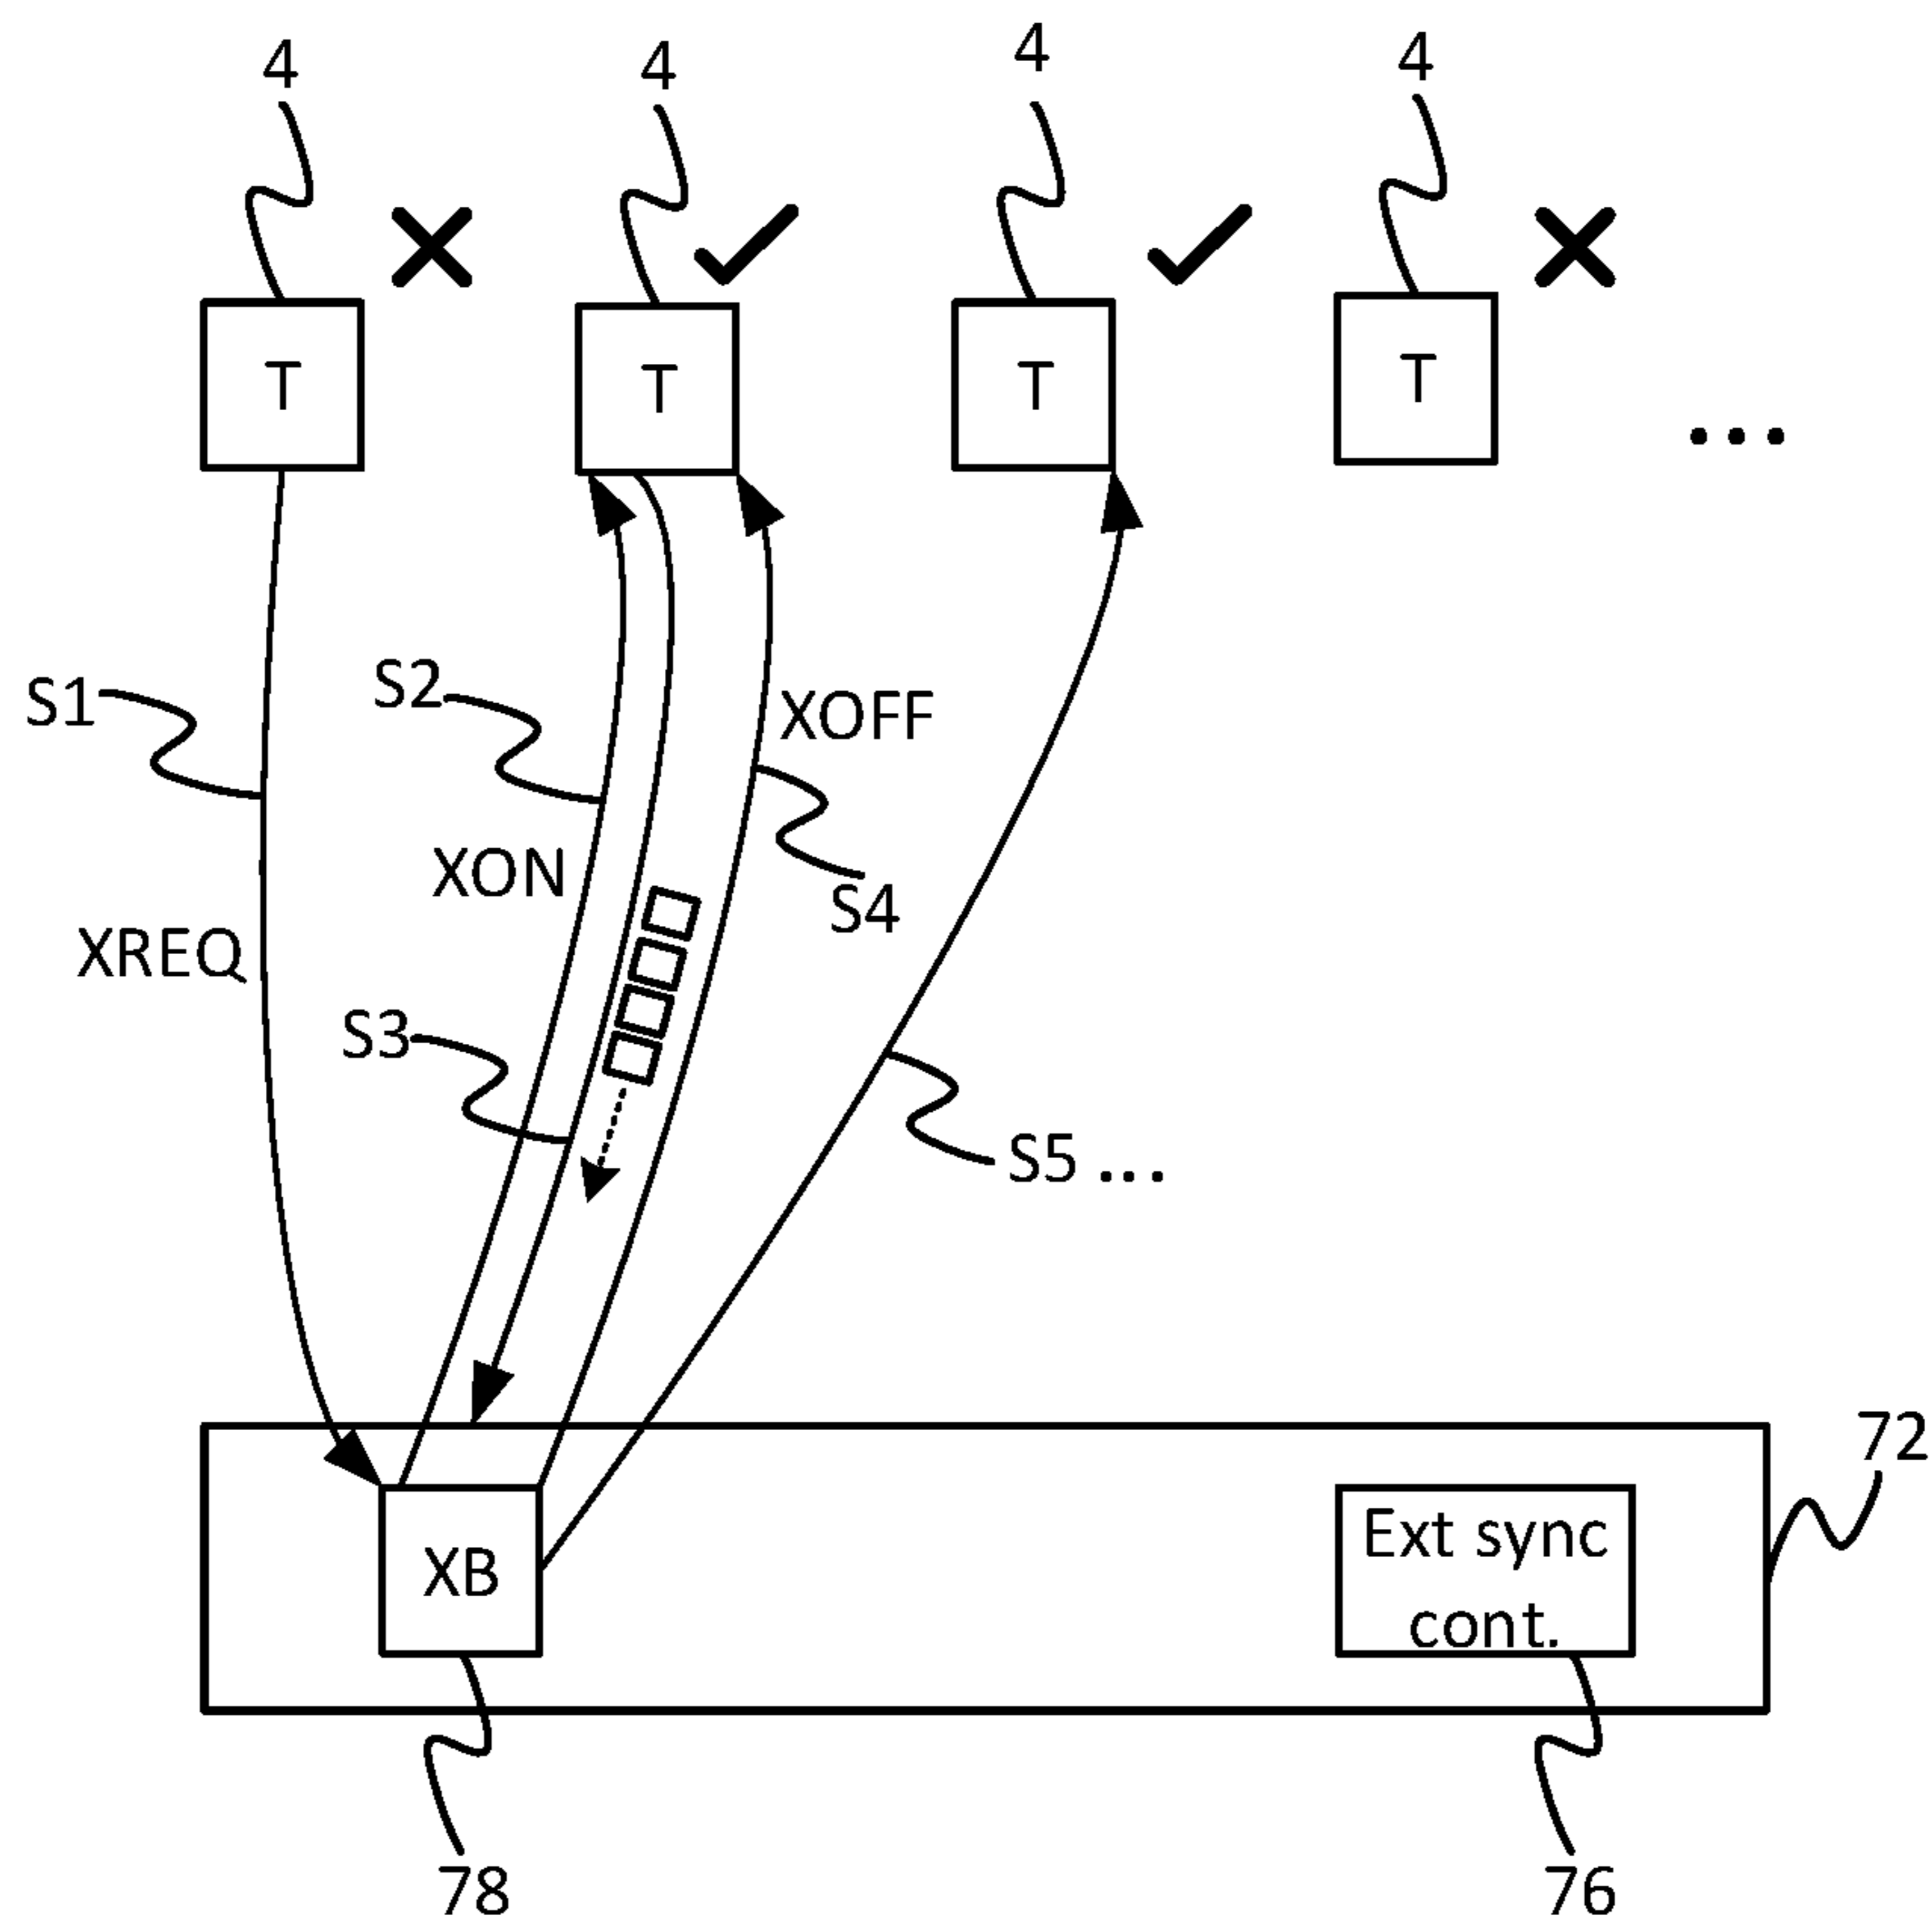 4
4
4
4
T
T
T
T
...
S1
S2
XOFF
XON
S4
XREQ
S3
S5 ...
72
XB
Ext sync
cont.
78
76